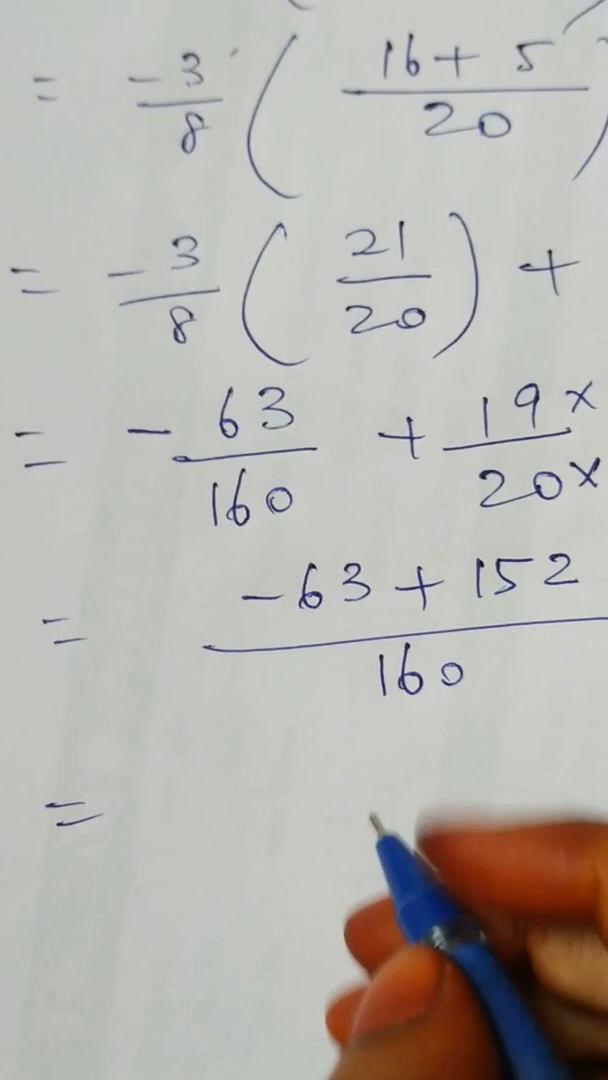 = -3/8 ( 16 + 5 / 20 )
= -3/8 ( 21/20 ) +
= - 63/160 + 19 x / 20 x
= -63 + 152 / 160
=